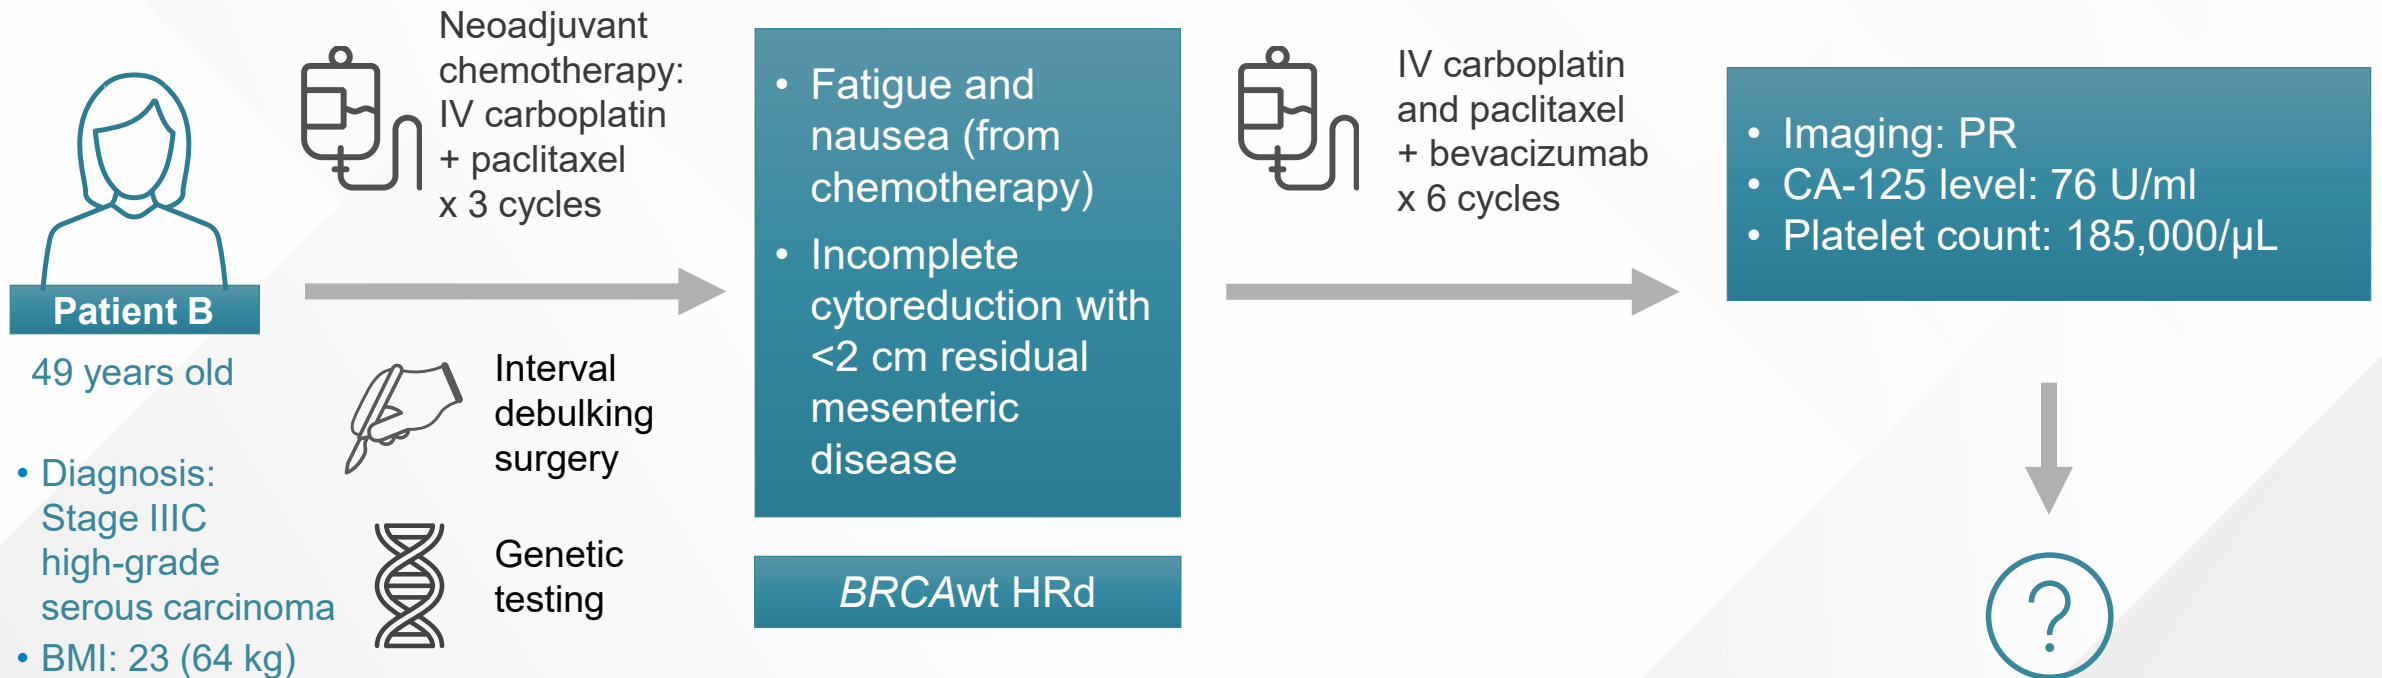 Patient B
49 years old
• Diagnosis:
Stage IIIC
high-grade
serous carcinoma
• BMI: 23 (64 kg)
Neoadjuvant
chemotherapy:
IV carboplatin
+ paclitaxel
x 3 cycles
Interval
debulking
surgery
Genetic
testing
• Fatigue and
nausea (from
chemotherapy)
• Incomplete
cytoreduction with
<2 cm residual
mesenteric
disease
BRCAwt HRd
IV carboplatin
and paclitaxel
+ bevacizumab
x 6 cycles
• Imaging: PR
• CA-125 level: 76 U/ml
• Platelet count: 185,000/µL
?